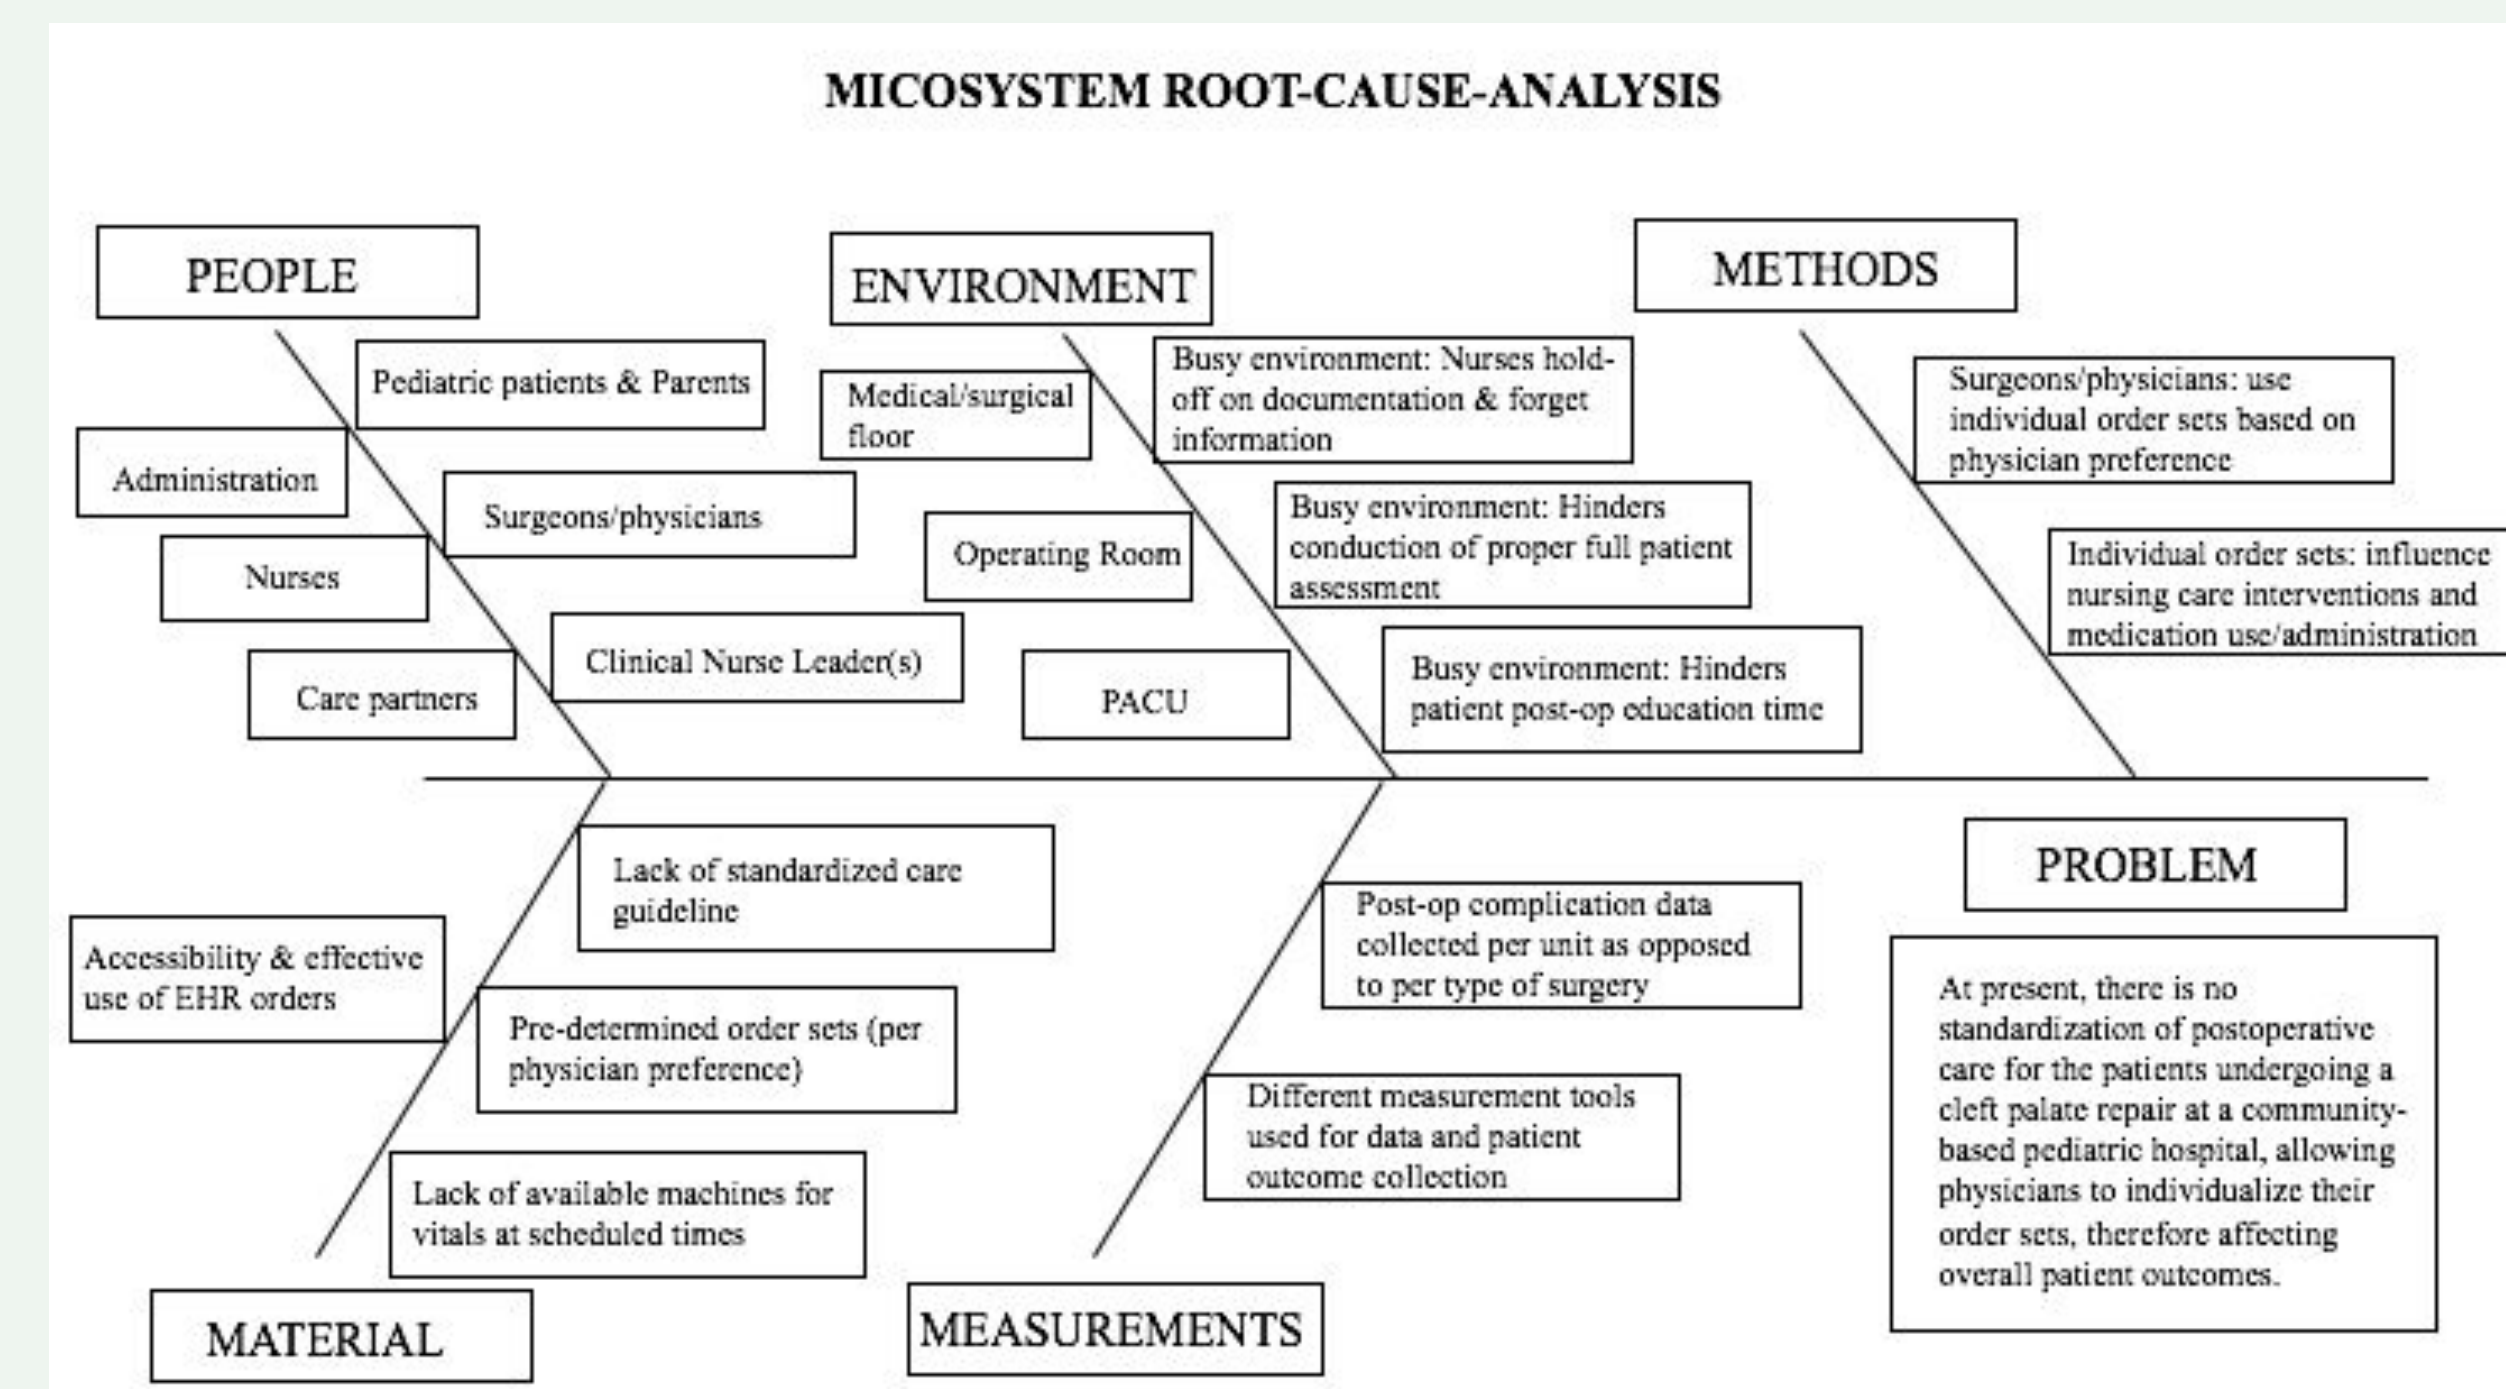 MICOSYSTEM ROOT-CAUSE-ANALYSIS
PEOPLE
Pediatric patients & Parents
Administration
Surgeons/physicians
Nurses
Clinical Nurse Leader(s)
Care partners
ENVIRONMENT
Medical/surgical
floor
Busy environment: Nurses hold-
off on documentation & forget
information
Operating Room
Busy environment: Hinders
conduction of proper full patient
assessment
PACU
Busy environment: Hinders
patient post-op education time
METHODS
Surgeons/physicians: use
individual order sets based on
physician preference
Individual order sets: influence
nursing care interventions and
medication use/administration
Lack of standardized care
guideline
Accessibility & effective
use of EHR orders
Pre-determined order sets (per
physician preference)
Lack of available machines for
vitals at scheduled times
MATERIAL
Post-op complication data
collected per unit as opposed
to per type of surgery
Different measurement tools
used for data and patient
outcome collection
MEASUREMENTS
PROBLEM
At present, there is no
standardization of postoperative
care for the patients undergoing a
cleft palate repair at a community-
based pediatric hospital, allowing
physicians to individualize their
order sets, therefore affecting
overall patient outcomes.